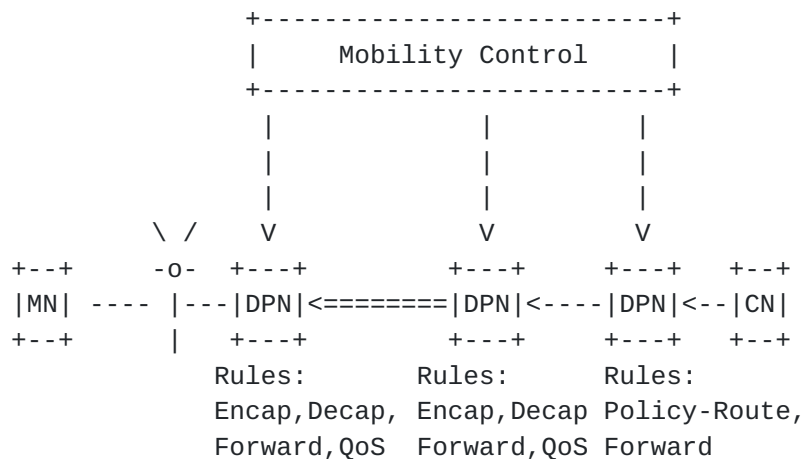 +---------------------------+
              |     Mobility Control      |
              +---------------------------+
               |             |         |
               |             |         |
               |             |         |
        \ /    V             V         V
+--+    -o-  +---+         +---+     +---+   +--+
|MN| ---- |---|DPN|<========|DPN|<----|DPN|<--|CN|
+--+      |   +---+         +---+     +---+   +--+
             Rules:       Rules:      Rules:
             Encap,Decap, Encap,Decap Policy-Route,
             Forward,QoS  Forward,QoS Forward